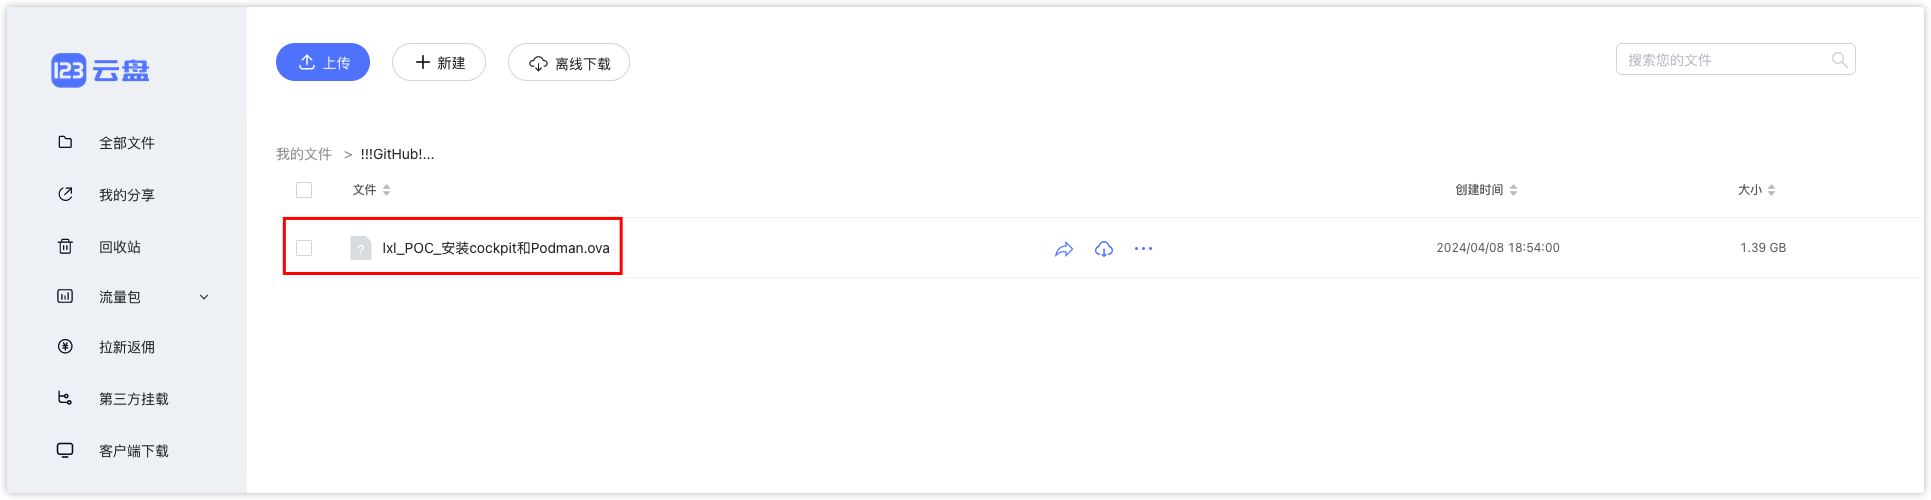 123云盘
全部文件
我的分享
回收站
流量包
拉新返佣
第三方挂载
客户端下载
上传 新建 离线下载 搜索您的文件
我的文件 > !!!GitHub!...
文件 创建时间 大小
lxl_POC_安装cockpit和Podman.ova 2024/04/08 18:54:00 1.39 GB